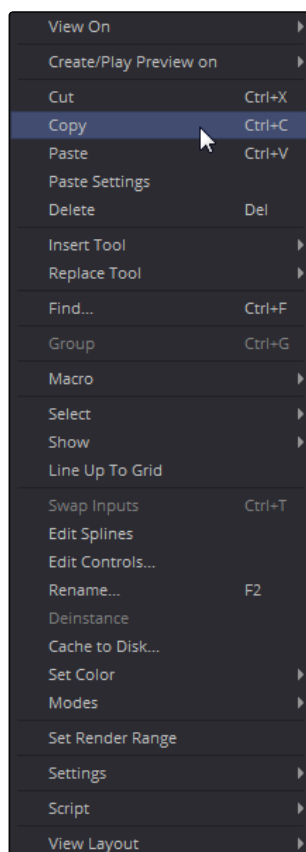 View On
Create/Play Preview on
Cut Ctrl+X
Copy Ctrl+C
Paste Ctrl+V
Paste Settings
Delete Del
Insert Tool
Replace Tool
Find... Ctrl+F
Group Ctrl+G
Macro
Select
Show
Line Up To Grid
Swap Inputs Ctrl+T
Edit Splines
Edit Controls...
Rename... F2
Deinstance
Cache to Disk...
Set Color
Modes
Set Render Range
Settings
Script
View Layout